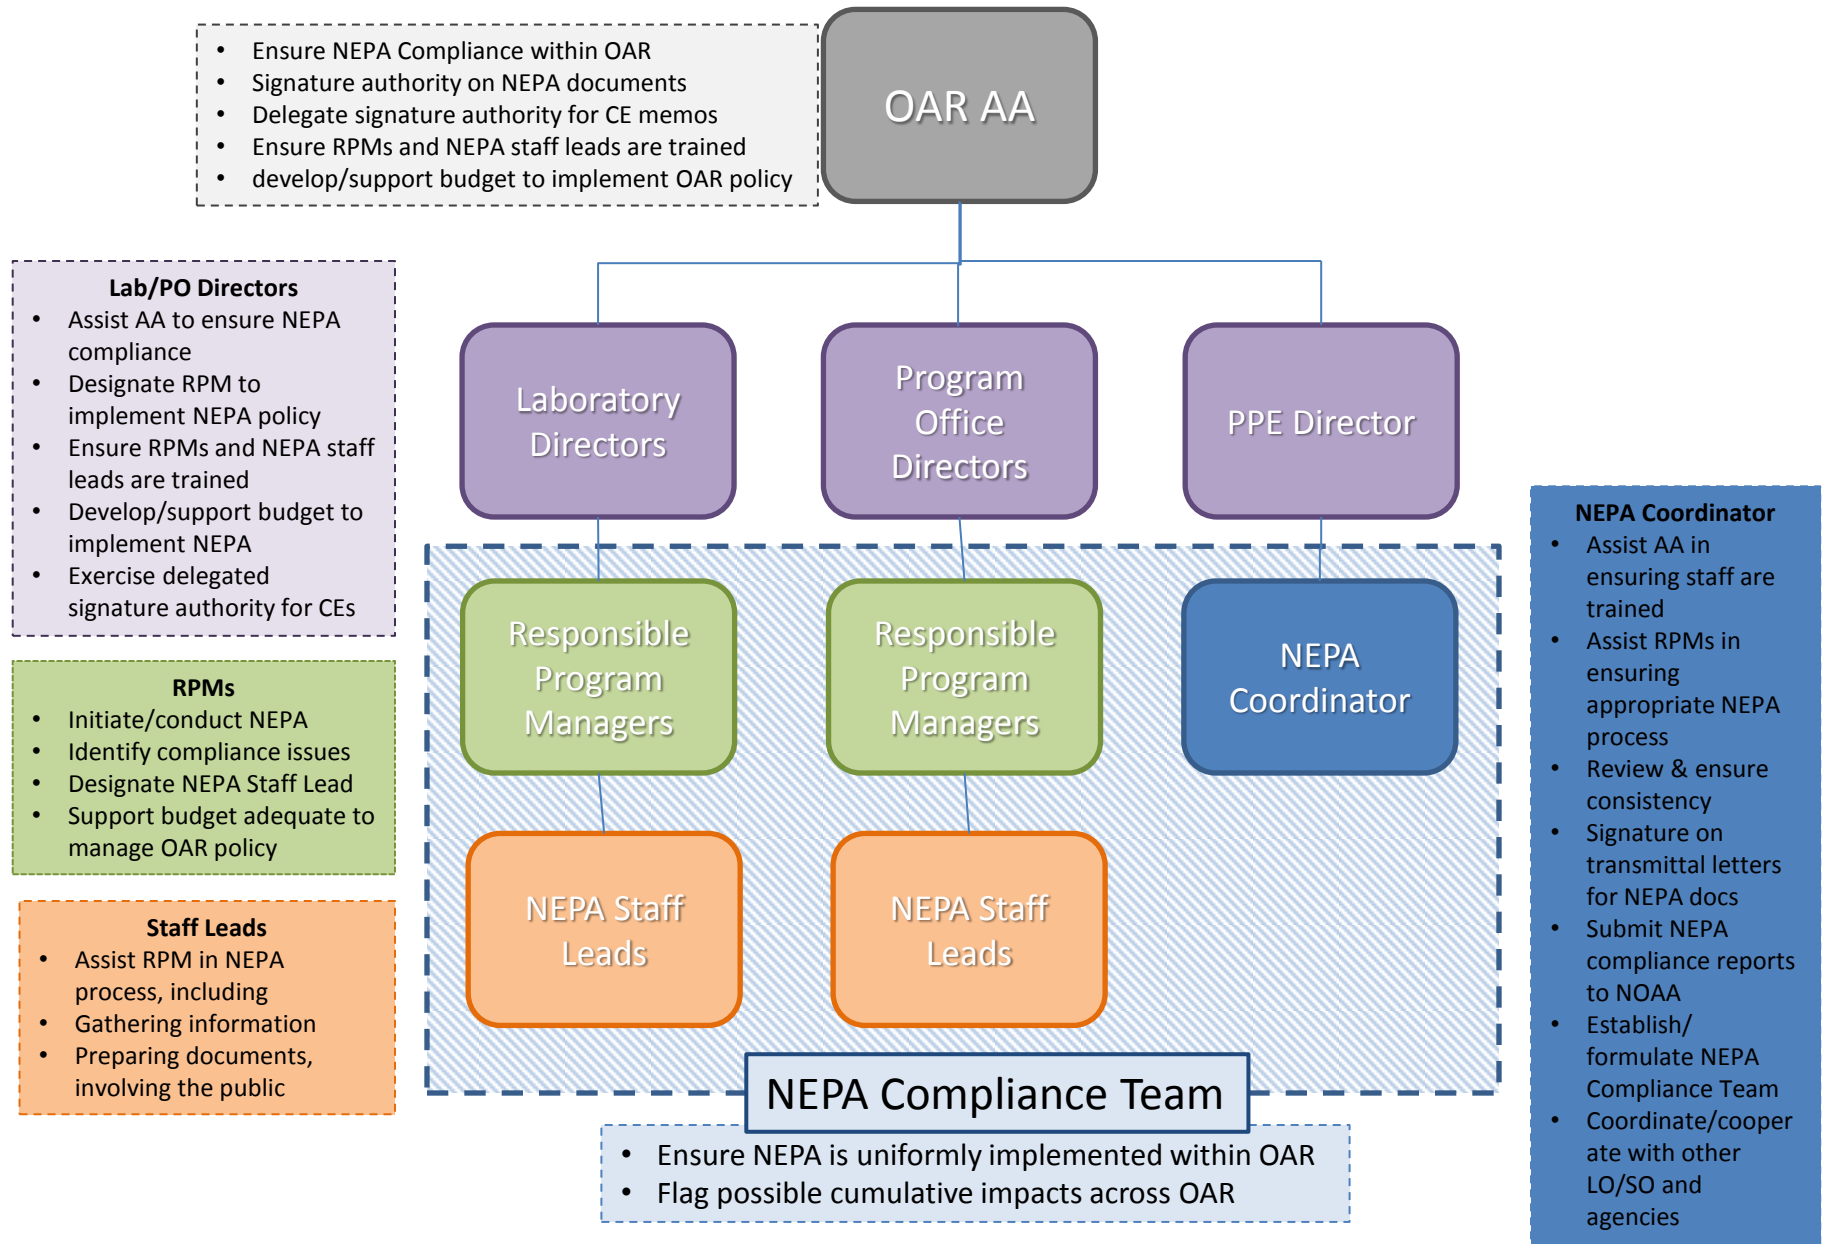 • Ensure NEPA Compliance within OAR
• Signature authority on NEPA documents
• Delegate signature authority for CE memos
• Ensure RPMs and NEPA staff leads are trained
• develop/support budget to implement OAR policy
OAR AA
Lab/PO Directors
• Assist AA to ensure NEPA
compliance
• Designate RPM to
implement NEPA policy
• Ensure RPMs and NEPA staff
leads are trained
• Develop/support budget to
implement NEPA
• Exercise delegated
signature authority for CEs
Laboratory
Directors
Program
Office
Directors
PPE Director
RPMs
• Initiate/conduct NEPA
• Identify compliance issues
• Designate NEPA Staff Lead
• Support budget adequate to
manage OAR policy
Responsible
Program
Managers
Responsible
Program
Managers
NEPA
Coordinator
Staff Leads
• Assist RPM in NEPA
process, including
• Gathering information
• Preparing documents,
involving the public
NEPA Staff
Leads
NEPA Staff
Leads
NEPA Coordinator
• Assist AA in
ensuring staff are
trained
• Assist RPMs in
ensuring
appropriate NEPA
process
• Review & ensure
consistency
• Signature on
transmittal letters
for NEPA docs
• Submit NEPA
compliance reports
to NOAA
• Establish/
formulate NEPA
Compliance Team
• Coordinate/cooper
ate with other
LO/SO and
agencies
NEPA Compliance Team
• Ensure NEPA is uniformly implemented within OAR
• Flag possible cumulative impacts across OAR